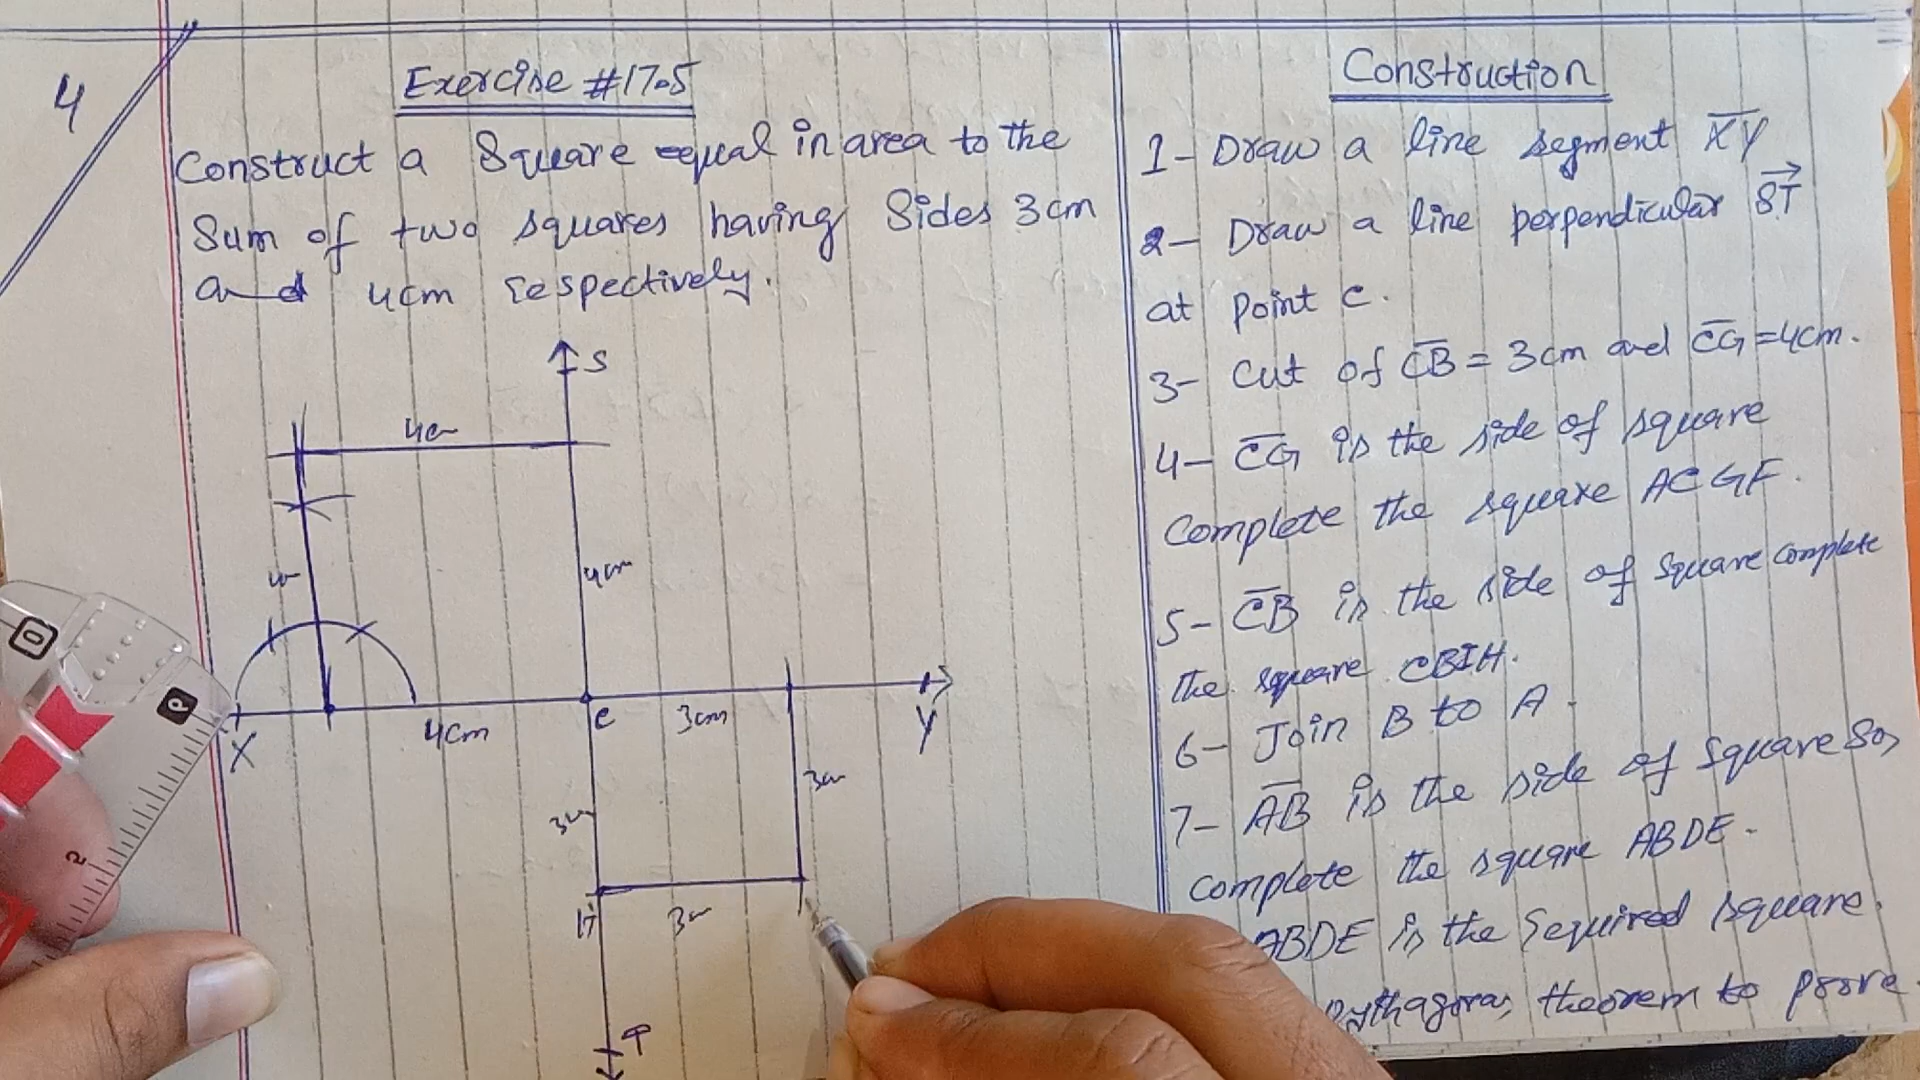 4
Exercise #17.5
Construct a Square equal in area to the
Sum of two squares having Sides 3cm
and 4cm respectively.
S
4cm
4cm
X
4cm
C
3cm
Y
3cm
3cm
H
3cm
T
Construction
1- Draw a line segment XY
2- Draw a line perpendicular ST
at point C.
3- Cut of CB = 3cm and CG = 4cm.
4- CG is the side of square
Complete the square ACGF.
5- CB is the side of square complete
the square CBIH.
6- Join B to A.
7- AB is the side of square So,
complete the square ABDE.
ABDE is the required square.
Pythagoras theorem to prove.
0
2